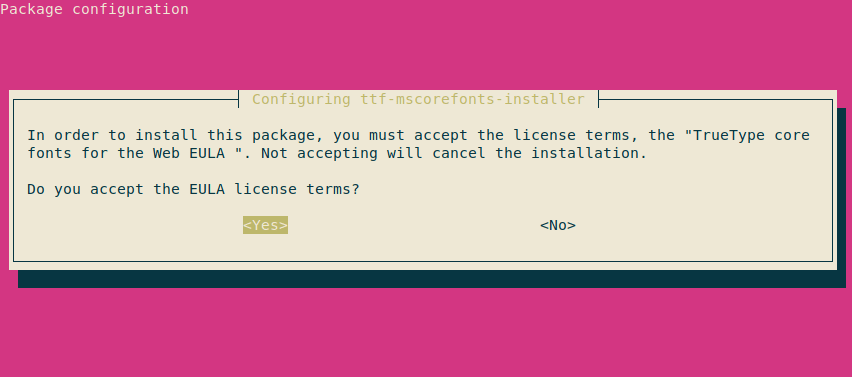 Package configuration
Configuring ttf-mscorefonts-installer
In order to install this package, you must accept the license terms, the "TrueType core
fonts for the Web EULA ". Not accepting will cancel the installation.
Do you accept the EULA license terms?
<Yes> <No>